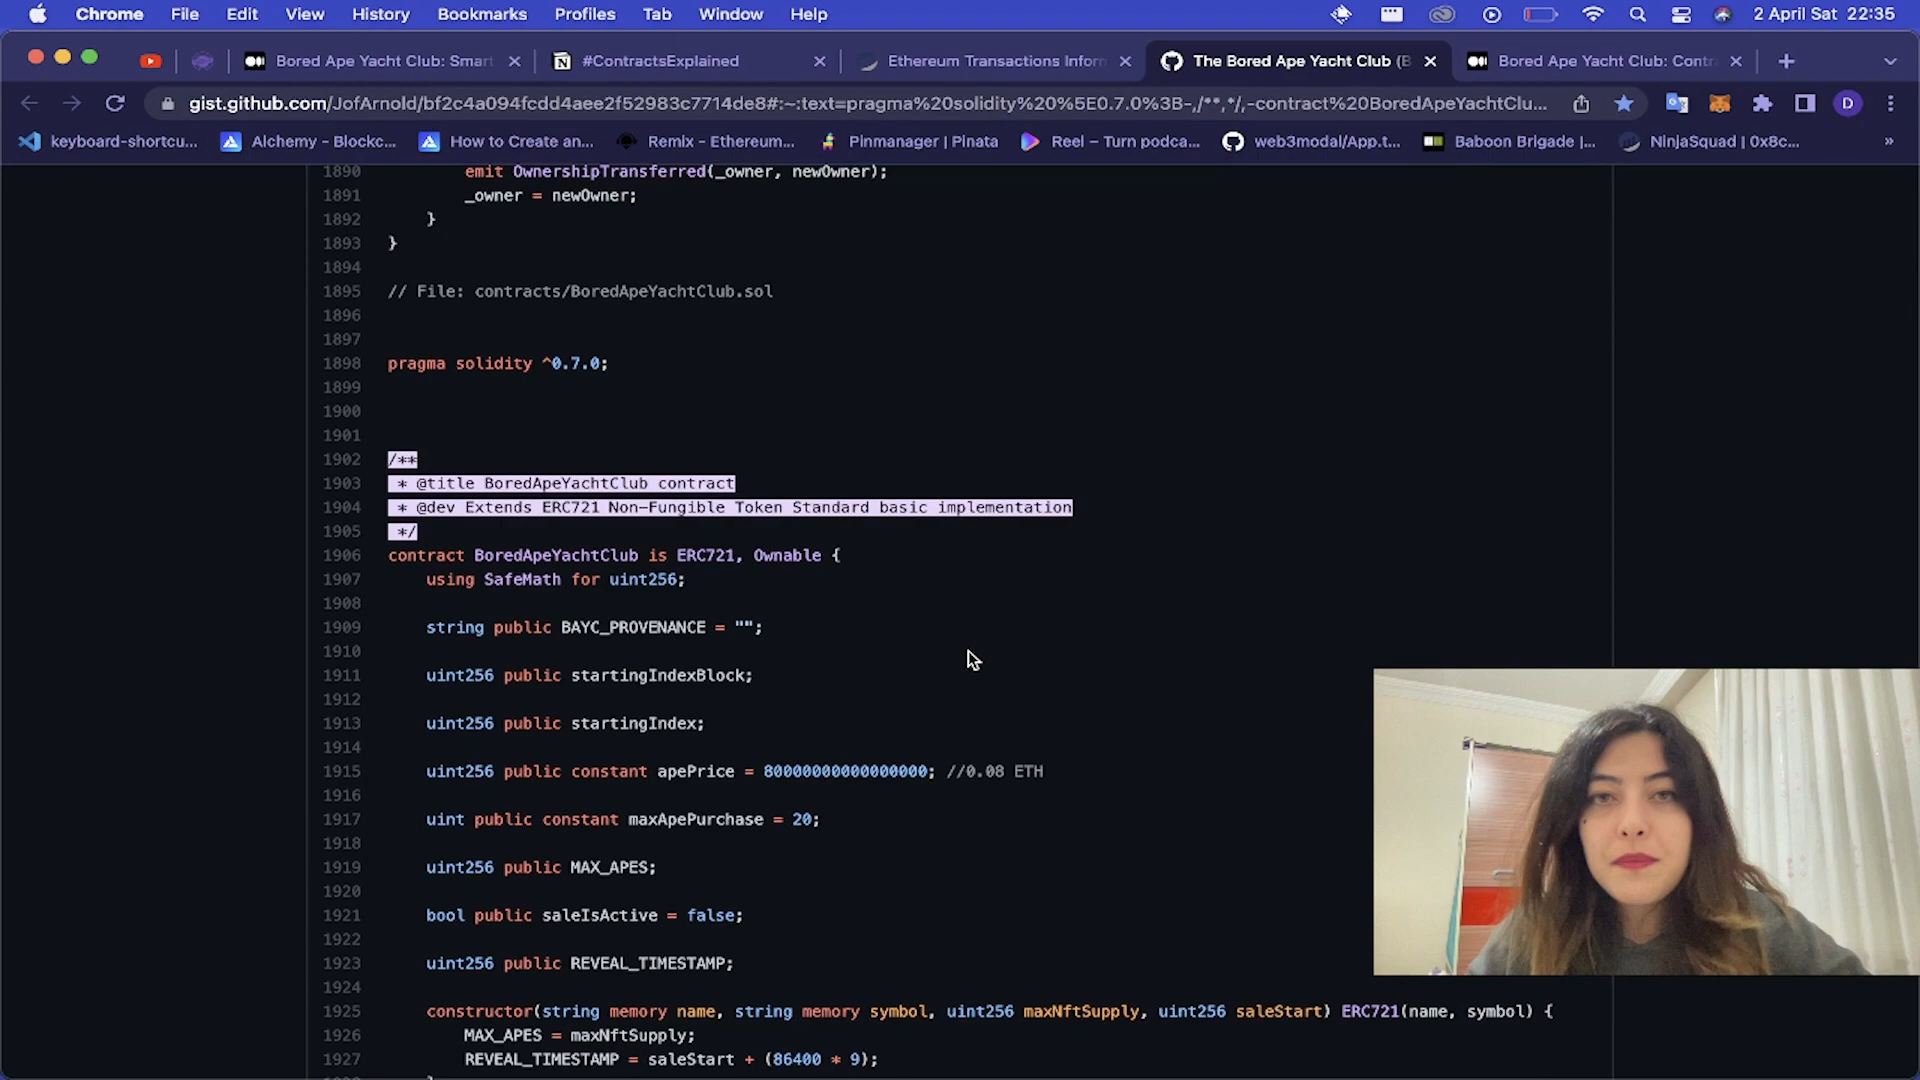 Chrome File Edit View History Bookmarks Profiles Tab Window Help 2 April Sat 22:35
Bored Ape Yacht Club: Smart #ContractsExplained Ethereum Transactions Inform The Bored Ape Yacht Club (B Bored Ape Yacht Club: Contra
gist.github.com/JofArnold/bf2c4a094fcdd4aee2f52983c7714de8#:~:text=pragma%20solidity%20%5E0.7.0%3B-,/**,*/,-contract%20BoredApeYachtClu... D
keyboard-shortcu... Alchemy - Blockc... How to Create an... Remix - Ethereum... Pinmanager | Pinata Reel – Turn podca... web3modal/App.t... Baboon Brigade |... NinjaSquad | 0x8c... »
1890 emit OwnershipTransferred(_owner, newOwner);
1891 _owner = newOwner;
1892 }
1893 }
1894
1895 // File: contracts/BoredApeYachtClub.sol
1896
1897
1898 pragma solidity ^0.7.0;
1899
1900
1901
1902 /**
1903 * @title BoredApeYachtClub contract
1904 * @dev Extends ERC721 Non-Fungible Token Standard basic implementation
1905 */
1906 contract BoredApeYachtClub is ERC721, Ownable {
1907 using SafeMath for uint256;
1908
1909 string public BAYC_PROVENANCE = "";
1910
1911 uint256 public startingIndexBlock;
1912
1913 uint256 public startingIndex;
1914
1915 uint256 public constant apePrice = 80000000000000000; //0.08 ETH
1916
1917 uint public constant maxApePurchase = 20;
1918
1919 uint256 public MAX_APES;
1920
1921 bool public saleIsActive = false;
1922
1923 uint256 public REVEAL_TIMESTAMP;
1924
1925 constructor(string memory name, string memory symbol, uint256 maxNftSupply, uint256 saleStart) ERC721(name, symbol) {
1926 MAX_APES = maxNftSupply;
1927 REVEAL_TIMESTAMP = saleStart + (86400 * 9);